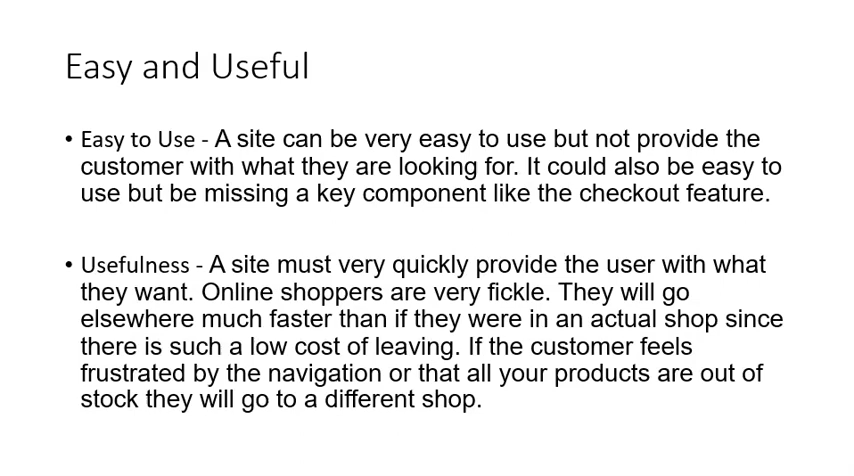 Easy and Useful
• Easy to Use - A site can be very easy to use but not provide the
customer with what they are looking for. It could also be easy to
use but be missing a key component like the checkout feature.
• Usefulness - A site must very quickly provide the user with what
they want. Online shoppers are very fickle. They will go
elsewhere much faster than if they were in an actual shop since
there is such a low cost of leaving. If the customer feels
frustrated by the navigation or that all your products are out of
stock they will go to a different shop.